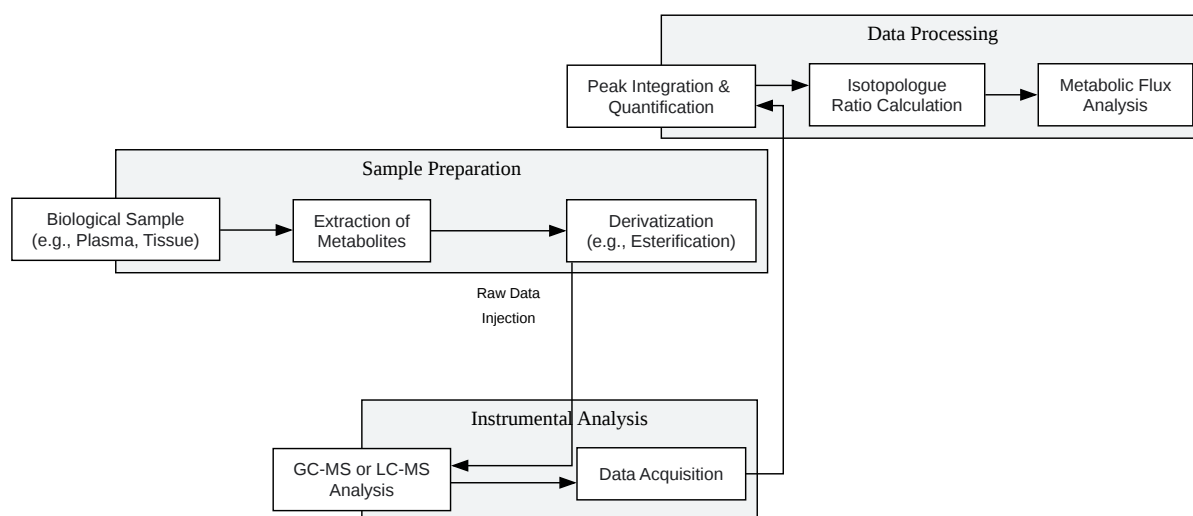 Data Processing
Peak Integration &
Quantification
Isotopologue
Ratio Calculation
Metabolic Flux
Analysis
Sample Preparation
Biological Sample
(e.g., Plasma, Tissue)
Extraction of
Metabolites
Derivatization
(e.g., Esterification)
Raw Data
Injection
Instrumental Analysis
GC-MS or LC-MS
Analysis
Data Acquisition